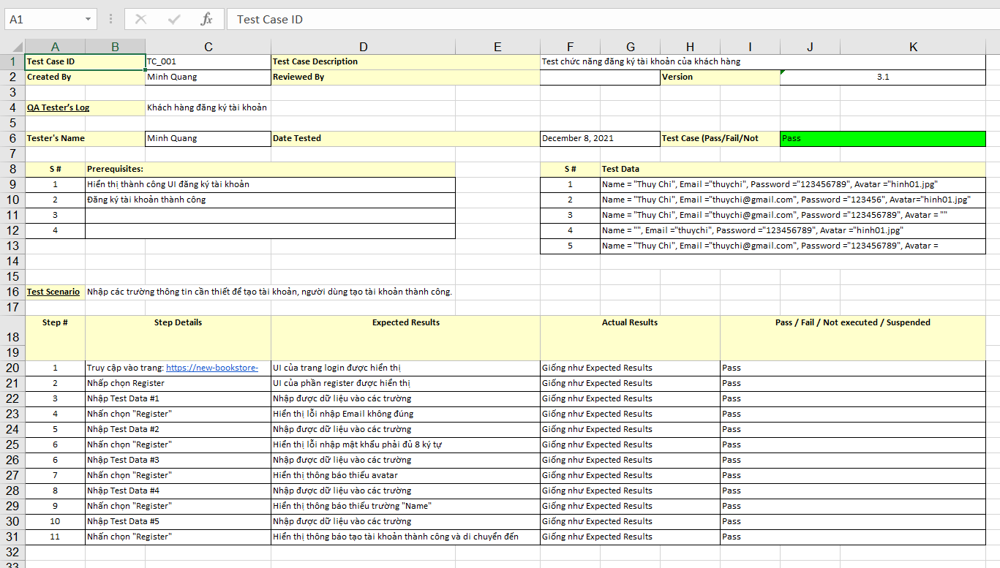 A1 fx Test Case ID
A B C D E F G H I J K
1 Test Case ID TC_001 Test Case Description Test chức năng đăng ký tài khoản của khách hàng
2 Created By Minh Quang Reviewed By Version 3.1
3
4 QA Tester’s Log Khách hàng đăng ký tài khoản
5
6 Tester's Name Minh Quang Date Tested December 8, 2021 Test Case (Pass/Fail/Not Pass
7
8 S # Prerequisites: S # Test Data
9 1 Hiển thị thành công UI đăng ký tài khoản 1 Name = "Thuy Chi", Email ="thuychi", Password ="123456789", Avatar ="hinh01.jpg"
10 2 Đăng ký tài khoản thành công 2 Name = "Thuy Chi", Email ="thuychi@gmail.com", Password ="123456", Avatar="hinh01.jpg"
11 3 3 Name = "Thuy Chi", Email ="thuychi@gmail.com", Password ="123456789", Avatar = ""
12 4 4 Name = "", Email ="thuychi", Password ="123456789", Avatar ="hinh01.jpg"
13 5 Name = "Thuy Chi", Email ="thuychi@gmail.com", Password ="123456789", Avatar =
14
15
16 Test Scenario Nhập các trường thông tin cần thiết để tạo tài khoản, người dùng tạo tài khoản thành công.
17
18 Step # Step Details Expected Results Actual Results Pass / Fail / Not executed / Suspended
19
20 1 Truy cập vào trang: https://new-bookstore- UI của trang login được hiển thị Giống như Expected Results Pass
21 2 Nhấp chọn Register UI của phần register được hiển thị Giống như Expected Results Pass
22 3 Nhập Test Data #1 Nhập được dữ liệu vào các trường Giống như Expected Results Pass
23 4 Nhấn chọn "Register" Hiển thị lỗi nhập Email không đúng Giống như Expected Results Pass
24 5 Nhập Test Data #2 Nhập được dữ liệu vào các trường Giống như Expected Results Pass
25 6 Nhấn chọn "Register" Hiển thị lỗi nhập mật khẩu phải đủ 8 ký tự Giống như Expected Results Pass
26 6 Nhập Test Data #3 Nhập được dữ liệu vào các trường Giống như Expected Results Pass
27 7 Nhấn chọn "Register" Hiển thị thông báo thiếu avatar Giống như Expected Results Pass
28 8 Nhập Test Data #4 Nhập được dữ liệu vào các trường Giống như Expected Results Pass
29 9 Nhấn chọn "Register" Hiển thị thông báo thiếu trường "Name" Giống như Expected Results Pass
30 10 Nhập Test Data #5 Nhập được dữ liệu vào các trường Giống như Expected Results Pass
31 11 Nhấn chọn "Register" Hiển thị thông báo tạo tài khoản thành công và di chuyển đến Giống như Expected Results Pass
32
33